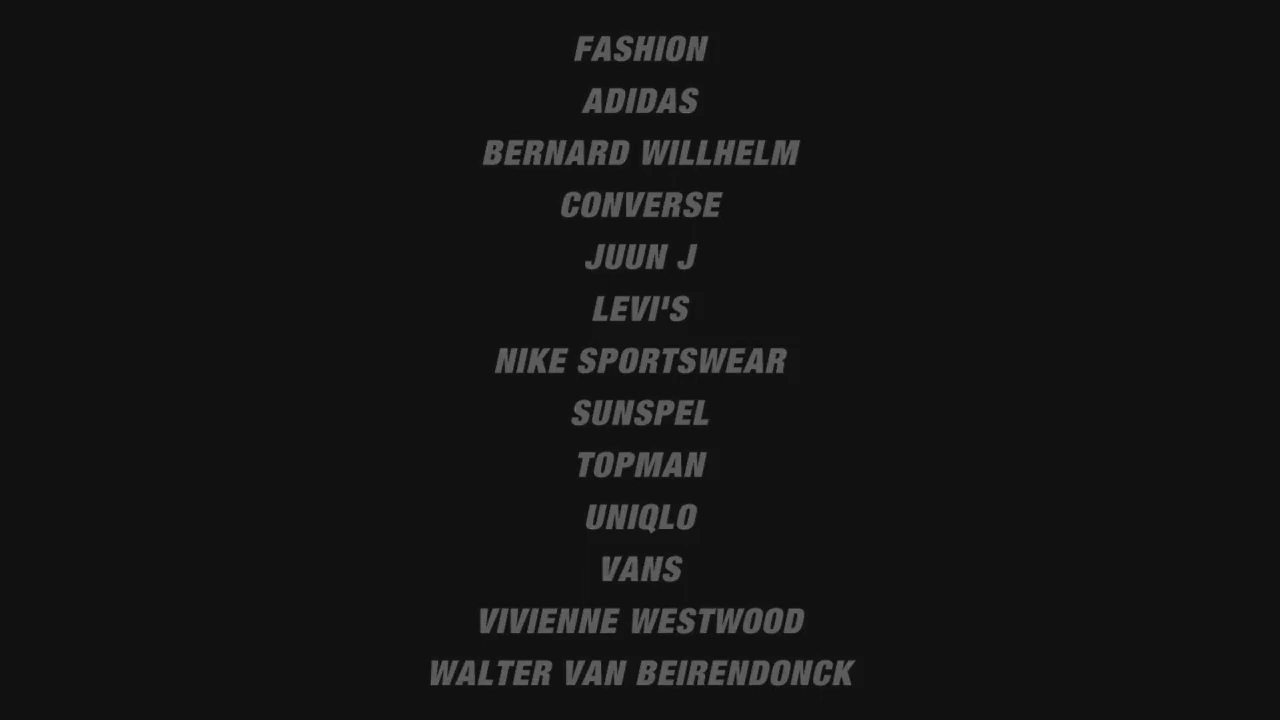 FASHION
ADIDAS
BERNARD WILLHELM
CONVERSE
JUUN J
LEVI'S
NIKE SPORTSWEAR
SUNSPEL
TOPMAN
UNIQLO
VANS
VIVIENNE WESTWOOD
WALTER VAN BEIRENDONCK